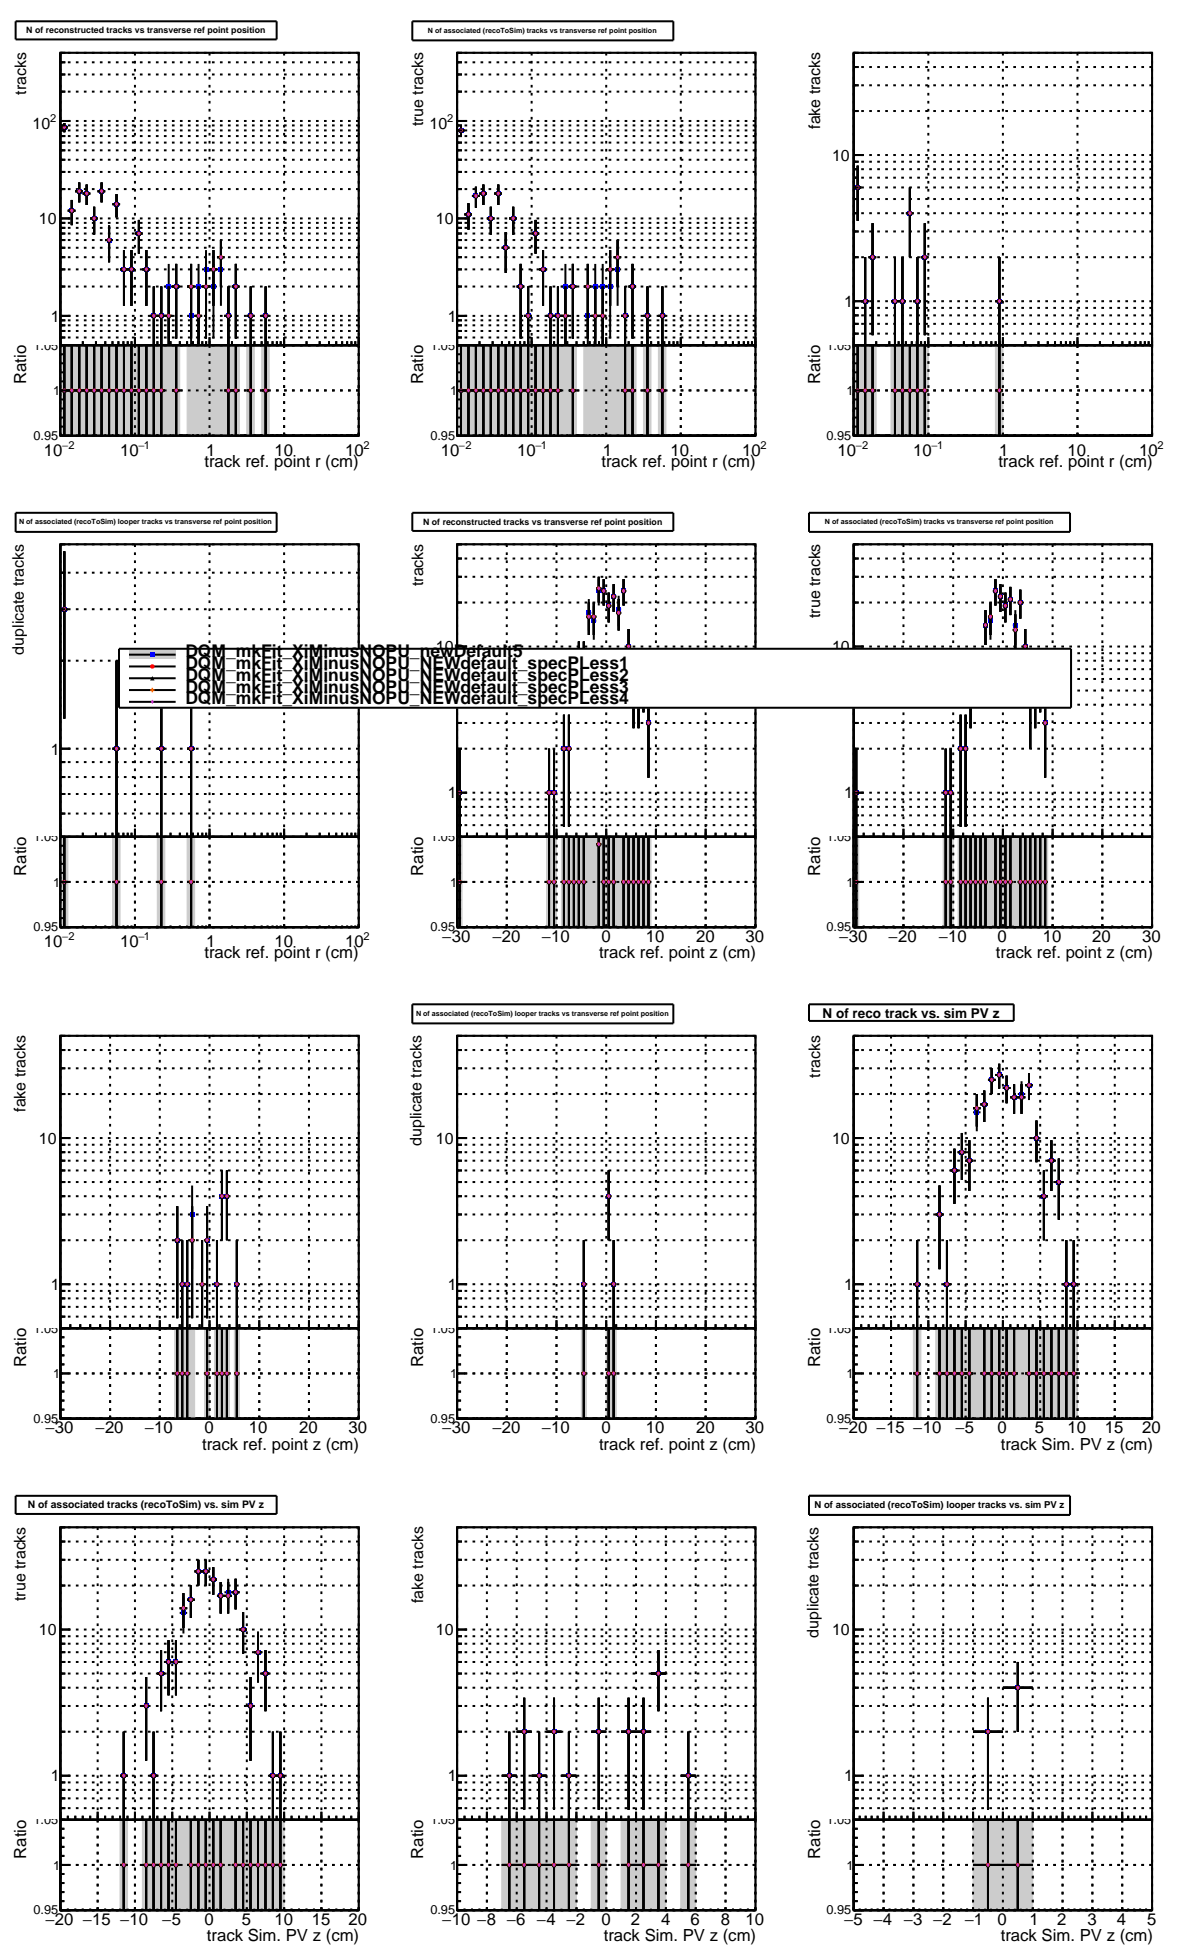 N of reconstructed tracks vs transverse ref point position
tracks
10²
10
1
Ratio
1.05
1
0.95
10⁻² 10⁻¹ 1 10 10²
track ref. point r (cm)
N of associated (recoToSim) tracks vs transverse ref point position
true tracks
10²
10
1
Ratio
1.05
1
0.95
10⁻² 10⁻¹ 1 10 10²
track ref. point r (cm)
fake tracks
10
1
Ratio
1.05
1
0.95
10⁻² 10⁻¹ 1 10 10²
track ref. point r (cm)
N of associated (recoToSim) looper tracks vs transverse ref point position
duplicate tracks
1
Ratio
1.05
1
0.95
10⁻² 10⁻¹ 1 10 10²
track ref. point r (cm)
N of reconstructed tracks vs transverse ref point position
tracks
10
1
Ratio
1.05
1
0.95
−30 −20 −10 0 10 20 30
track ref. point z (cm)
N of associated (recoToSim) tracks vs transverse ref point position
true tracks
10
1
Ratio
1.05
1
0.95
−30 −20 −10 0 10 20 30
track ref. point z (cm)
DQM_mkFit_XiMinusNOPU_newDefault5
DQM_mkFit_XiMinusNOPU_NEWdefault_specPLess1
DQM_mkFit_XiMinusNOPU_NEWdefault_specPLess2
DQM_mkFit_XiMinusNOPU_NEWdefault_specPLess3
DQM_mkFit_XiMinusNOPU_NEWdefault_specPLess4
fake tracks
10
1
Ratio
1.05
1
0.95
−30 −20 −10 0 10 20 30
track ref. point z (cm)
N of associated (recoToSim) looper tracks vs transverse ref point position
duplicate tracks
10
1
Ratio
1.05
1
0.95
−30 −20 −10 0 10 20 30
track ref. point z (cm)
N of reco track vs. sim PV z
tracks
10
1
Ratio
1.05
1
0.95
−20 −15 −10 −5 0 5 10 15 20
track Sim. PV z (cm)
N of associated tracks (recoToSim) vs. sim PV z
true tracks
10
1
Ratio
1.05
1
0.95
−20 −15 −10 −5 0 5 10 15 20
track Sim. PV z (cm)
fake tracks
10
1
Ratio
1.05
1
0.95
−10 −8 −6 −4 −2 0 2 4 6 8 10
track Sim. PV z (cm)
N of associated (recoToSim) looper tracks vs. sim PV z
duplicate tracks
10
1
Ratio
1.05
1
0.95
−5 −4 −3 −2 −1 0 1 2 3 4 5
track Sim. PV z (cm)